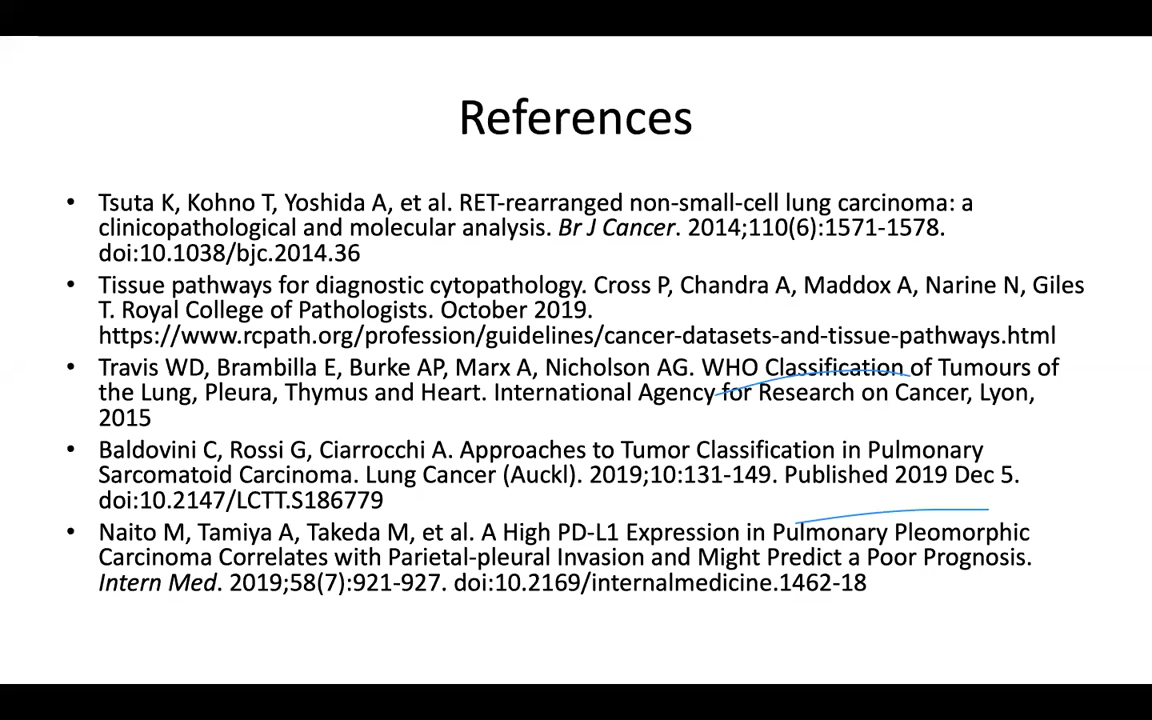 References
• Tsuta K, Kohno T, Yoshida A, et al. RET-rearranged non-small-cell lung carcinoma: a
clinicopathological and molecular analysis. Br J Cancer. 2014;110(6):1571-1578.
doi:10.1038/bjc.2014.36
• Tissue pathways for diagnostic cytopathology. Cross P, Chandra A, Maddox A, Narine N, Giles
T. Royal College of Pathologists. October 2019.
https://www.rcpath.org/profession/guidelines/cancer-datasets-and-tissue-pathways.html
• Travis WD, Brambilla E, Burke AP, Marx A, Nicholson AG. WHO Classification of Tumours of
the Lung, Pleura, Thymus and Heart. International Agency for Research on Cancer, Lyon,
2015
• Baldovini C, Rossi G, Ciarrocchi A. Approaches to Tumor Classification in Pulmonary
Sarcomatoid Carcinoma. Lung Cancer (Auckl). 2019;10:131-149. Published 2019 Dec 5.
doi:10.2147/LCTT.S186779
• Naito M, Tamiya A, Takeda M, et al. A High PD-L1 Expression in Pulmonary Pleomorphic
Carcinoma Correlates with Parietal-pleural Invasion and Might Predict a Poor Prognosis.
Intern Med. 2019;58(7):921-927. doi:10.2169/internalmedicine.1462-18